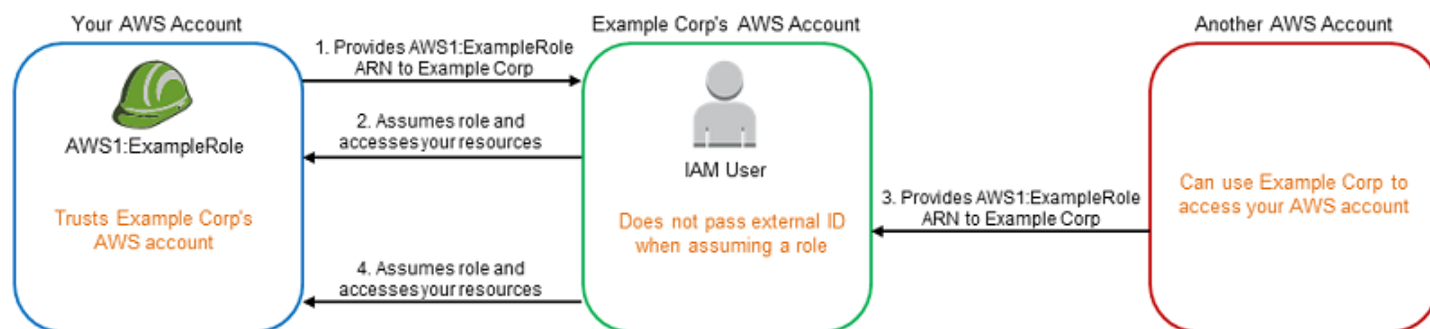 Your AWS Account
Example Corp's AWS Account
Another AWS Account
1. Provides AWS1:ExampleRole
ARN to Example Corp
AWS1:ExampleRole
2. Assumes role and
accesses your resources
IAM User
Trusts Example Corp's
AWS account
Does not pass external ID
when assuming a role
3. Provides AWS1:ExampleRole
ARN to Example Corp
Can use Example Corp to
access your AWS account
4. Assumes role and
accesses your resources